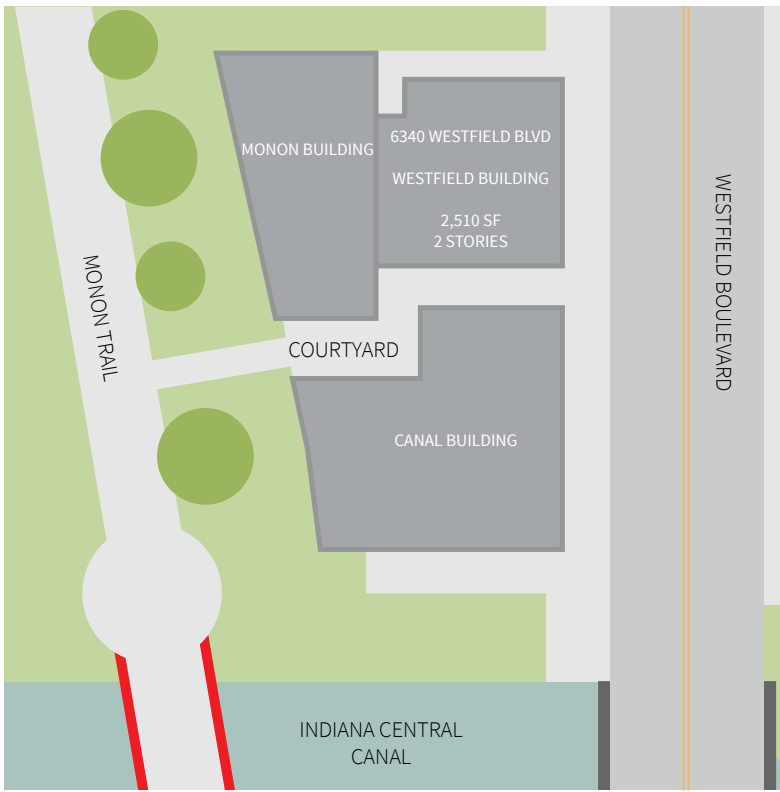 MONON BUILDING
6340 WESTFIELD BLVD
WESTFIELD BUILDING
2,510 SF
2 STORIES
WESTFIELD BOULEVARD
MONON TRAIL
COURTYARD
CANAL BUILDING
INDIANA CENTRAL
CANAL